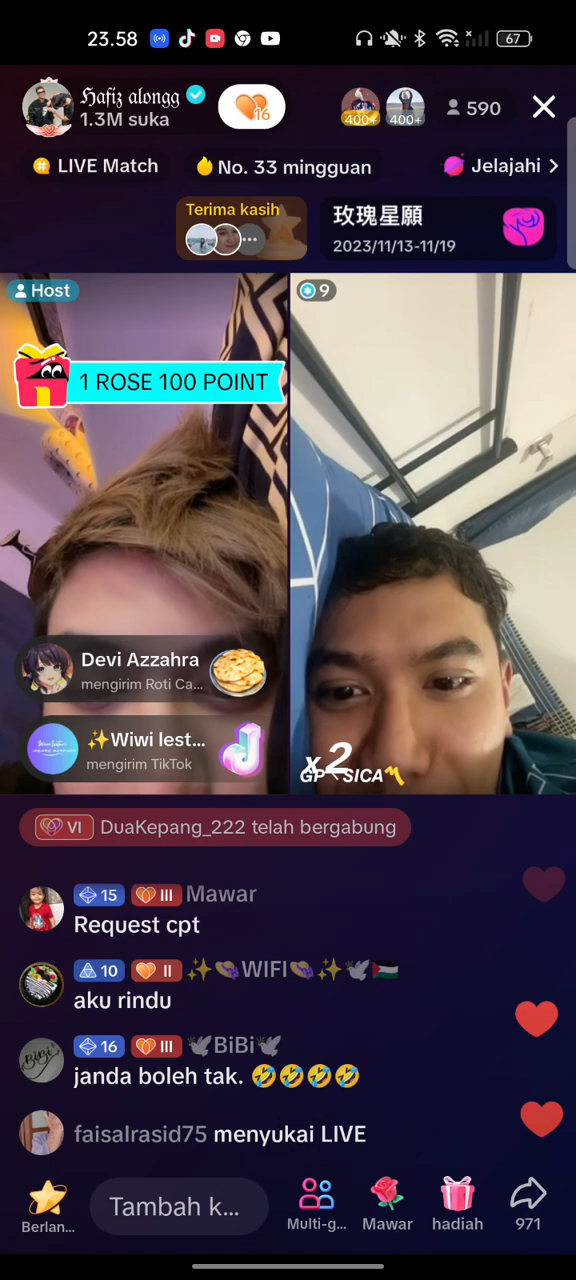 23.58
67
Hafiz alongg
1.3M suka
16
400+
400+
590
LIVE Match
No. 33 mingguan
Jelajahi
Terima kasih
玫瑰星願
2023/11/13-11/19
Host
9
1 ROSE 100 POINT
Devi Azzahra
mengirim Roti Ca...
✨Wiwi lest...
mengirim TikTok
x2
SICA
VI DuaKepang_222 telah bergabung
15 III Mawar
Request cpt
10 II ✨👒WIFI👒✨🕊🇵🇸
aku rindu
16 III 🕊BiBi🕊
janda boleh tak. 🤣🤣🤣🤣
faisalrasid75 menyukai LIVE
Tambah k...
Berlan...
Multi-g...
Mawar
hadiah
971